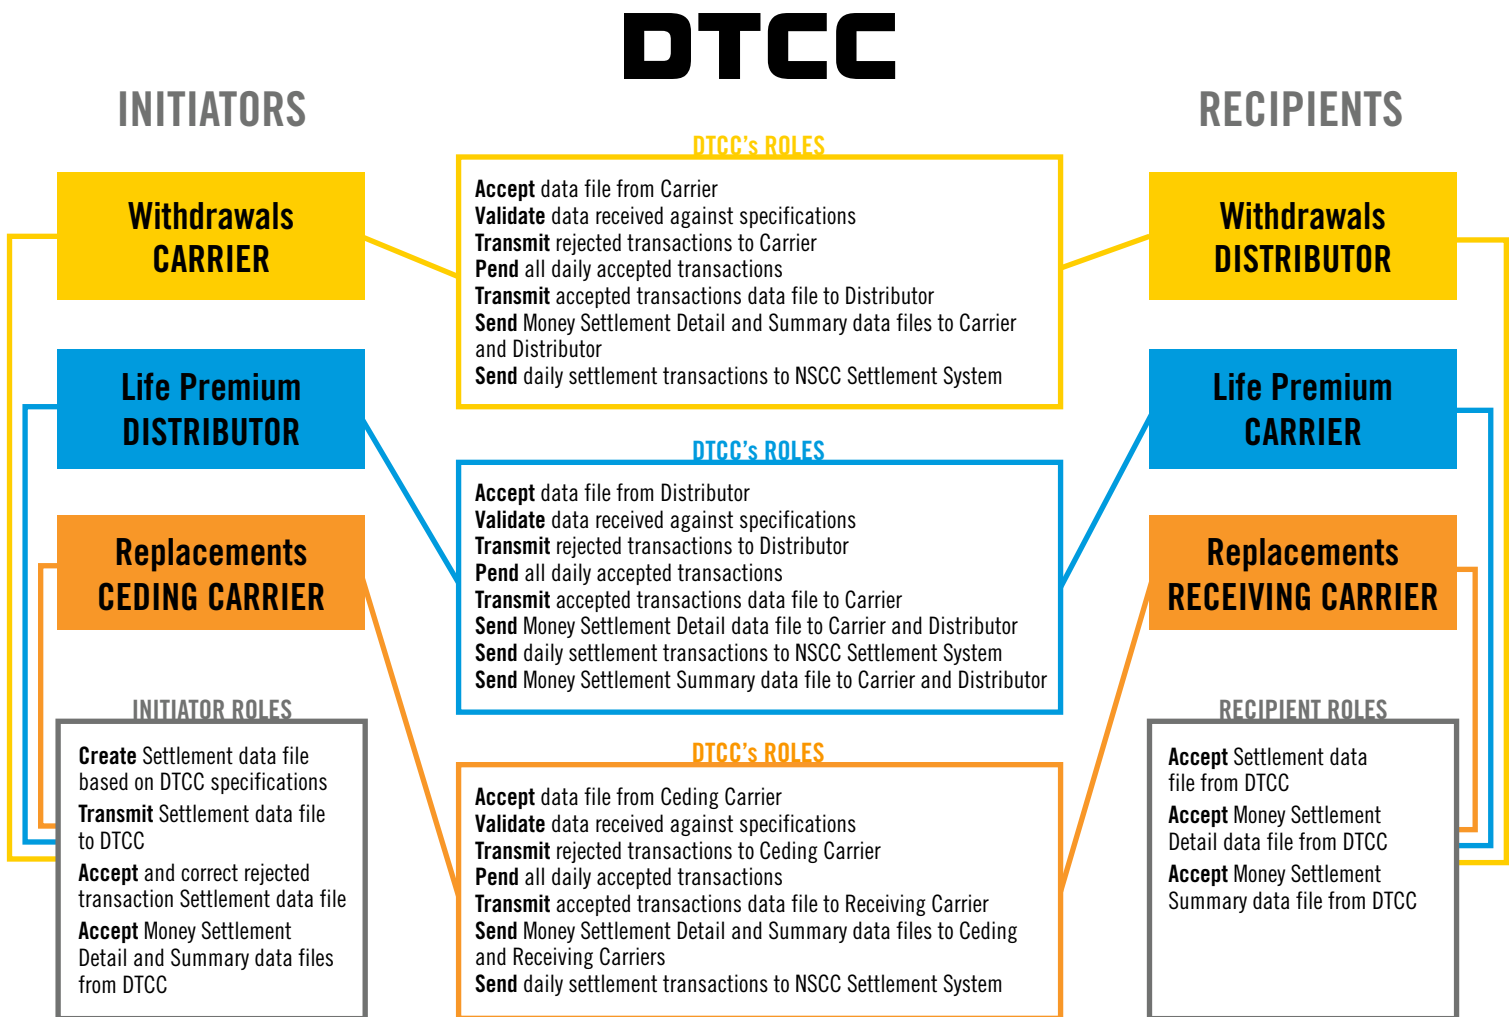 DTCC
INITIATORS
RECIPIENTS
Withdrawals
CARRIER
Life Premium
DISTRIBUTOR
Replacements
CEDING CARRIER
INITIATOR ROLES
Create Settlement data file
based on DTCC specifications
Transmit Settlement data file
to DTCC
Accept and correct rejected
transaction Settlement data file
Accept Money Settlement
Detail and Summary data files
from DTCC
DTCC's ROLES
Accept data file from Carrier
Validate data received against specifications
Transmit rejected transactions to Carrier
Pend all daily accepted transactions
Transmit accepted transactions data file to Distributor
Send Money Settlement Detail and Summary data files to Carrier
and Distributor
Send daily settlement transactions to NSCC Settlement System
DTCC's ROLES
Accept data file from Distributor
Validate data received against specifications
Transmit rejected transactions to Distributor
Pend all daily accepted transactions
Transmit accepted transactions data file to Carrier
Send Money Settlement Detail data file to Carrier and Distributor
Send daily settlement transactions to NSCC Settlement System
Send Money Settlement Summary data file to Carrier and Distributor
DTCC's ROLES
Accept data file from Ceding Carrier
Validate data received against specifications
Transmit rejected transactions to Ceding Carrier
Pend all daily accepted transactions
Transmit accepted transactions data file to Receiving Carrier
Send Money Settlement Detail and Summary data files to Ceding
and Receiving Carriers
Send daily settlement transactions to NSCC Settlement System
Withdrawals
DISTRIBUTOR
Life Premium
CARRIER
Replacements
RECEIVING CARRIER
RECIPIENT ROLES
Accept Settlement data
file from DTCC
Accept Money Settlement
Detail data file from DTCC
Accept Money Settlement
Summary data file from DTCC